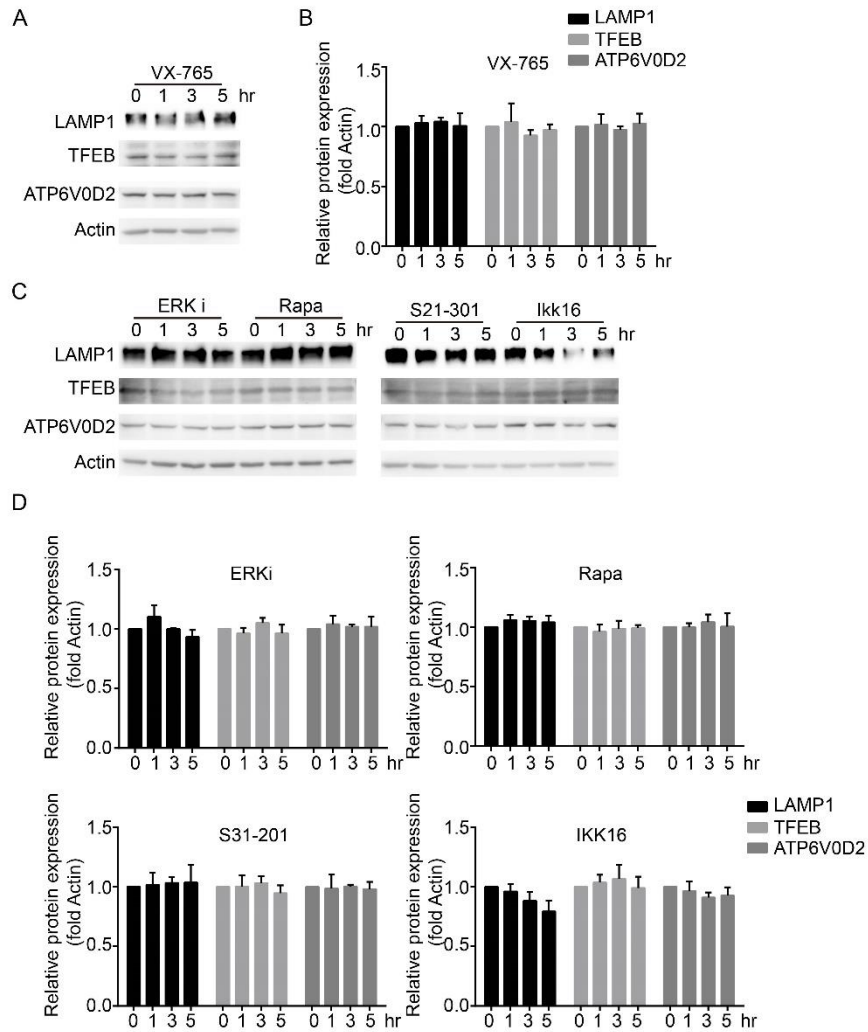 A
VX-765
0 1 3 5 hr
LAMP1
TFEB
ATP6V0D2
Actin
B
LAMP1
TFEB
ATP6V0D2
VX-765
Relative protein expression
(fold Actin)
1.5
1.0
0.5
0.0
0 1 3 5 0 1 3 5 0 1 3 5 hr
C
ERK i Rapa
0 1 3 5 0 1 3 5 hr
S21-301 Ikk16
0 1 3 5 0 1 3 5 hr
LAMP1
TFEB
ATP6V0D2
Actin
D
ERKi
Relative protein expression
(fold Actin)
1.5
1.0
0.5
0.0
0 1 3 5 0 1 3 5 0 1 3 5 hr
Rapa
Relative protein expression
(fold Actin)
1.5
1.0
0.5
0.0
0 1 3 5 0 1 3 5 0 1 3 5 hr
S31-201
Relative protein expression
(fold Actin)
1.5
1.0
0.5
0.0
0 1 3 5 0 1 3 5 0 1 3 5 hr
IKK16
Relative protein expression
(fold Actin)
1.5
1.0
0.5
0.0
0 1 3 5 0 1 3 5 0 1 3 5 hr
LAMP1
TFEB
ATP6V0D2